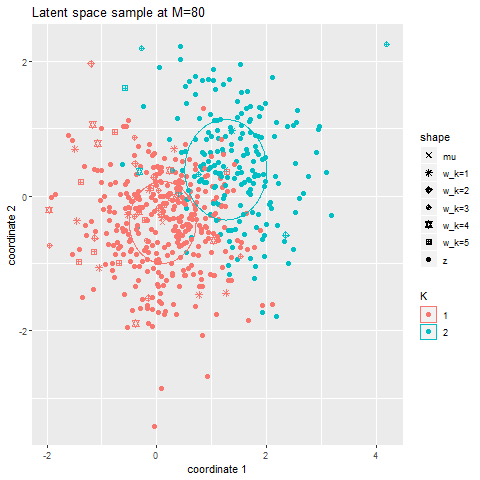 Latent space sample at M=80
2
0
-2
-2
0
2
4
coordinate 1
coordinate 2
shape
mu
w_k=1
w_k=2
w_k=3
w_k=4
w_k=5
z
K
1
2